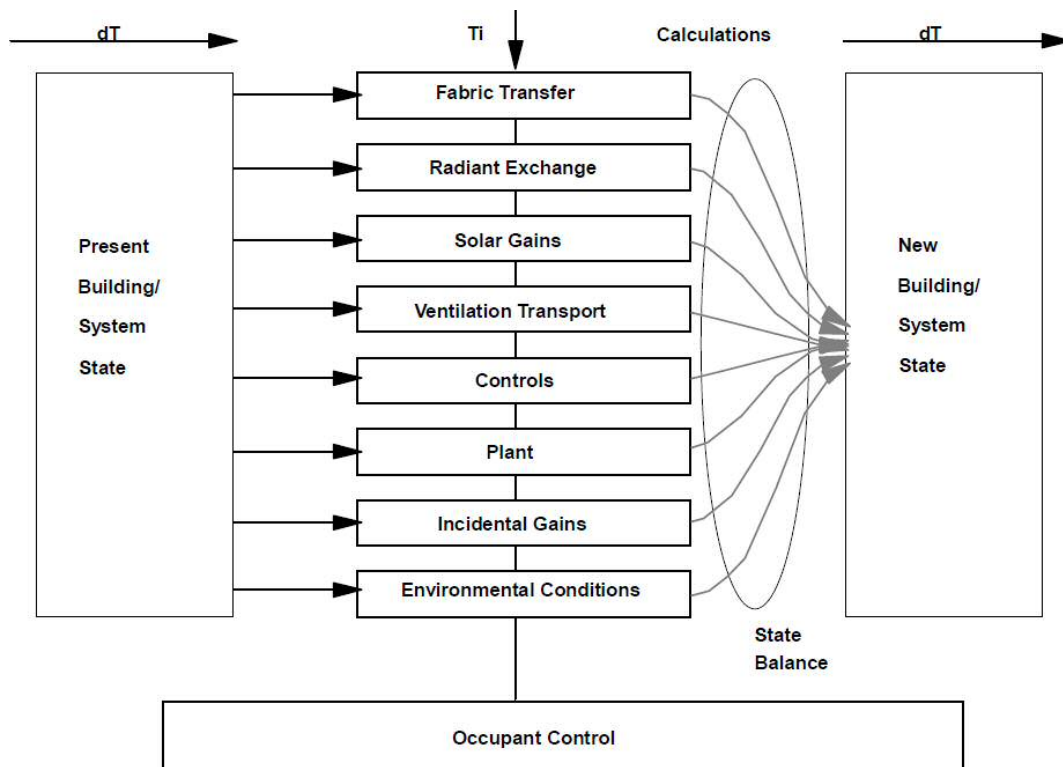 dT
Ti
Calculations
dT
Fabric Transfer
Radiant Exchange
Solar Gains
Ventilation Transport
Controls
Plant
Incidental Gains
Environmental Conditions
Present
Building/
System
State
New
Building/
System
State
State
Balance
Occupant Control